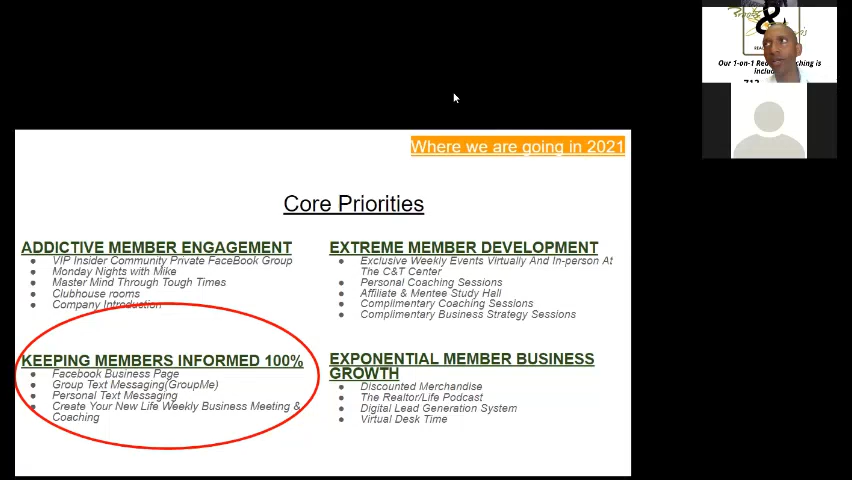 Where we are going in 2021
Core Priorities
ADDICTIVE MEMBER ENGAGEMENT
VIP Insider Community Private FaceBook Group
Monday Nights with Mike
Master Mind Through Tough Times
Clubhouse rooms
Company Introduction
KEEPING MEMBERS INFORMED 100%
Facebook Business Page
Group Text Messaging(GroupMe)
Personal Text Messaging
Create Your New Life Weekly Business Meeting &
Coaching
EXTREME MEMBER DEVELOPMENT
Exclusive Weekly Events Virtually And In-person At
The C&T Center
Personal Coaching Sessions
Affiliate & Mentee Study Hall
Complimentary Coaching Sessions
Complimentary Business Strategy Sessions
EXPONENTIAL MEMBER BUSINESS
GROWTH
Discounted Merchandise
The Realtor/Life Podcast
Digital Lead Generation System
Virtual Desk Time
&
Our 1-on-1 is